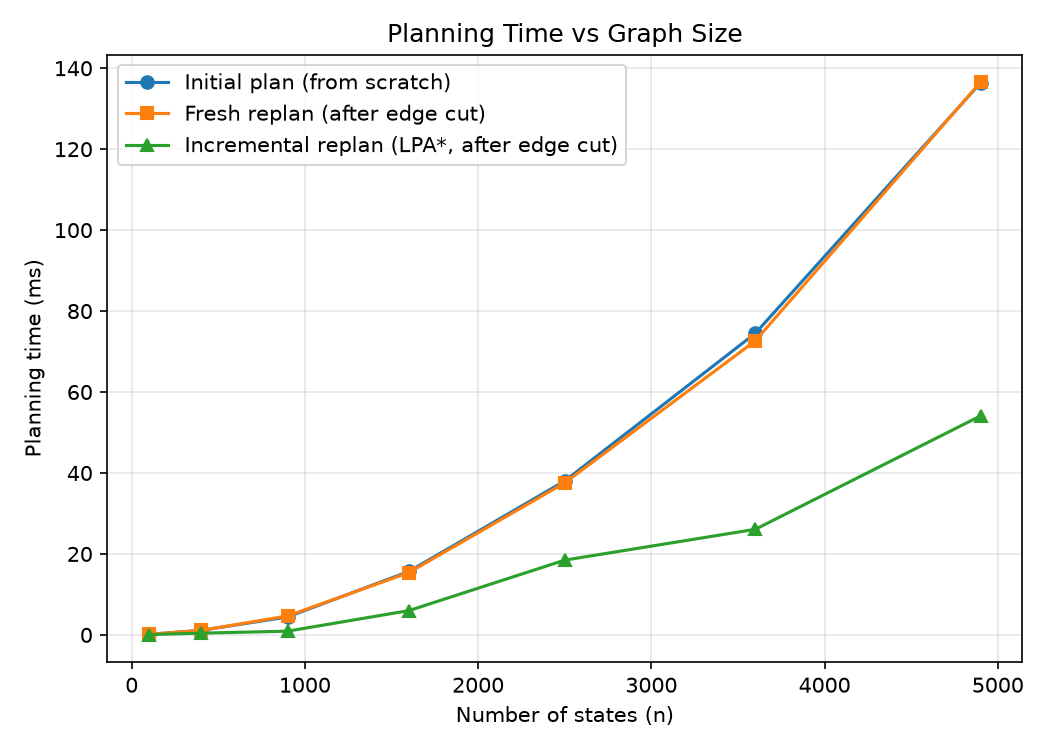 Planning Time vs Graph Size
Initial plan (from scratch)
Fresh replan (after edge cut)
Incremental replan (LPA*, after edge cut)
Planning time (ms)
140
120
100
80
60
40
20
0
0 1000 2000 3000 4000 5000
Number of states (n)